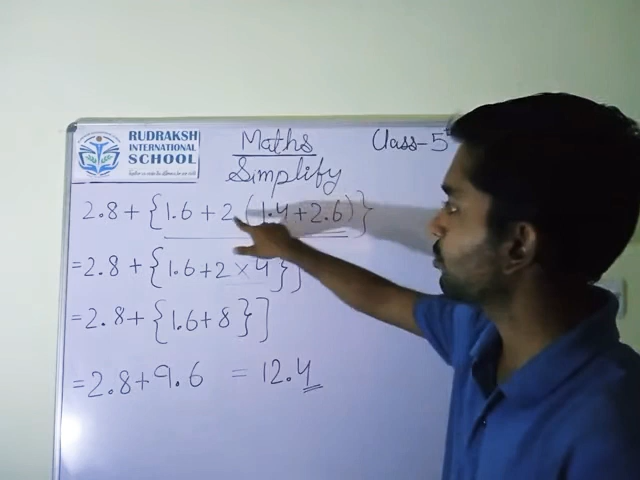 RUDRAKSH
INTERNATIONAL
SCHOOL
Maths
Class-5th
Simplify
2.8 + {1.6 + 2 (1.4 + 2.6)}
= 2.8 + {1.6 + 2 × 4}]
= 2.8 + {1.6 + 8}]
= 2.8 + 9.6 = 12.4